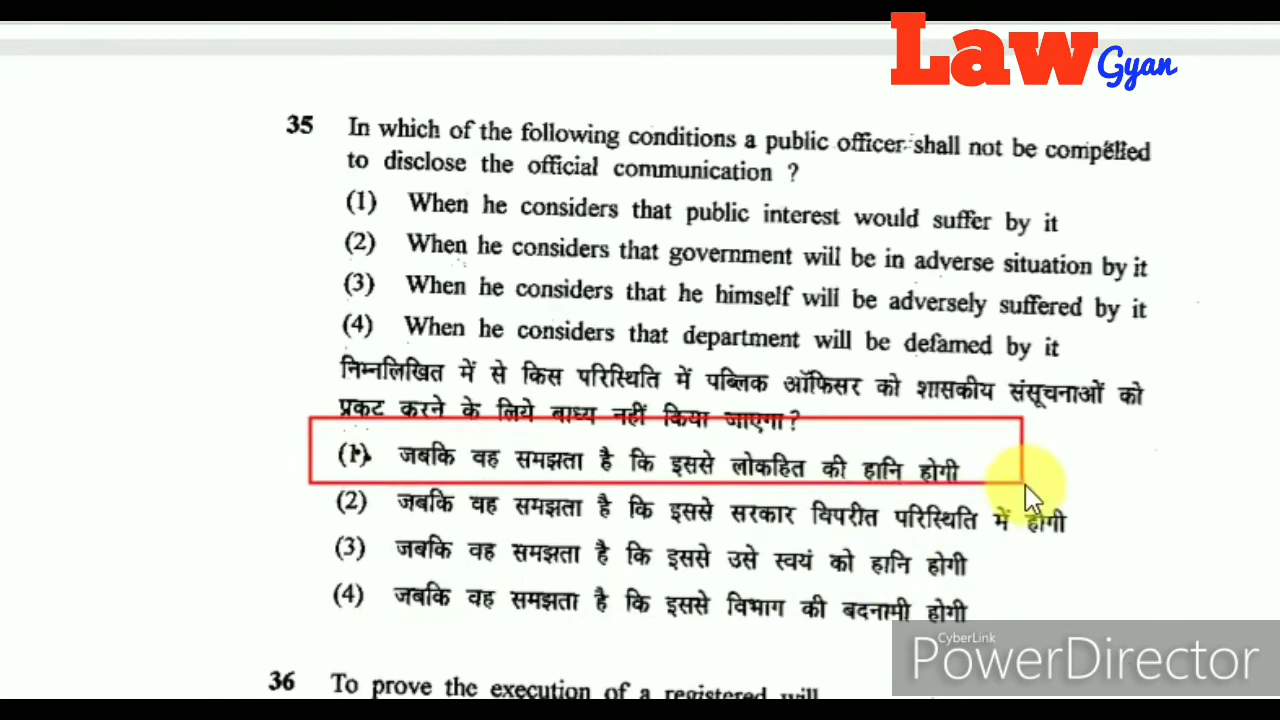 Law Gyan
35 In which of the following conditions a public officer shall not be compelled
to disclose the official communication ?
(1) When he considers that public interest would suffer by it
(2) When he considers that government will be in adverse situation by it
(3) When he considers that he himself will be adversely suffered by it
(4) When he considers that department will be defamed by it
निम्नलिखित में से किस परिस्थिति में पब्लिक ऑफिसर को शासकीय संसूचनाओं को
प्रकट करने के लिये बाध्य नहीं किया जाएगा ?
(1) जबकि वह समझता है कि इससे लोकहित की हानि होगी
(2) जबकि वह समझता है कि इससे सरकार विपरीत परिस्थिति में होगी
(3) जबकि वह समझता है कि इससे उसे स्वयं को हानि होगी
(4) जबकि वह समझता है कि इससे विभाग की बदनामी होगी
CyberLink
PowerDirector
36 To prove the execution of a registered will